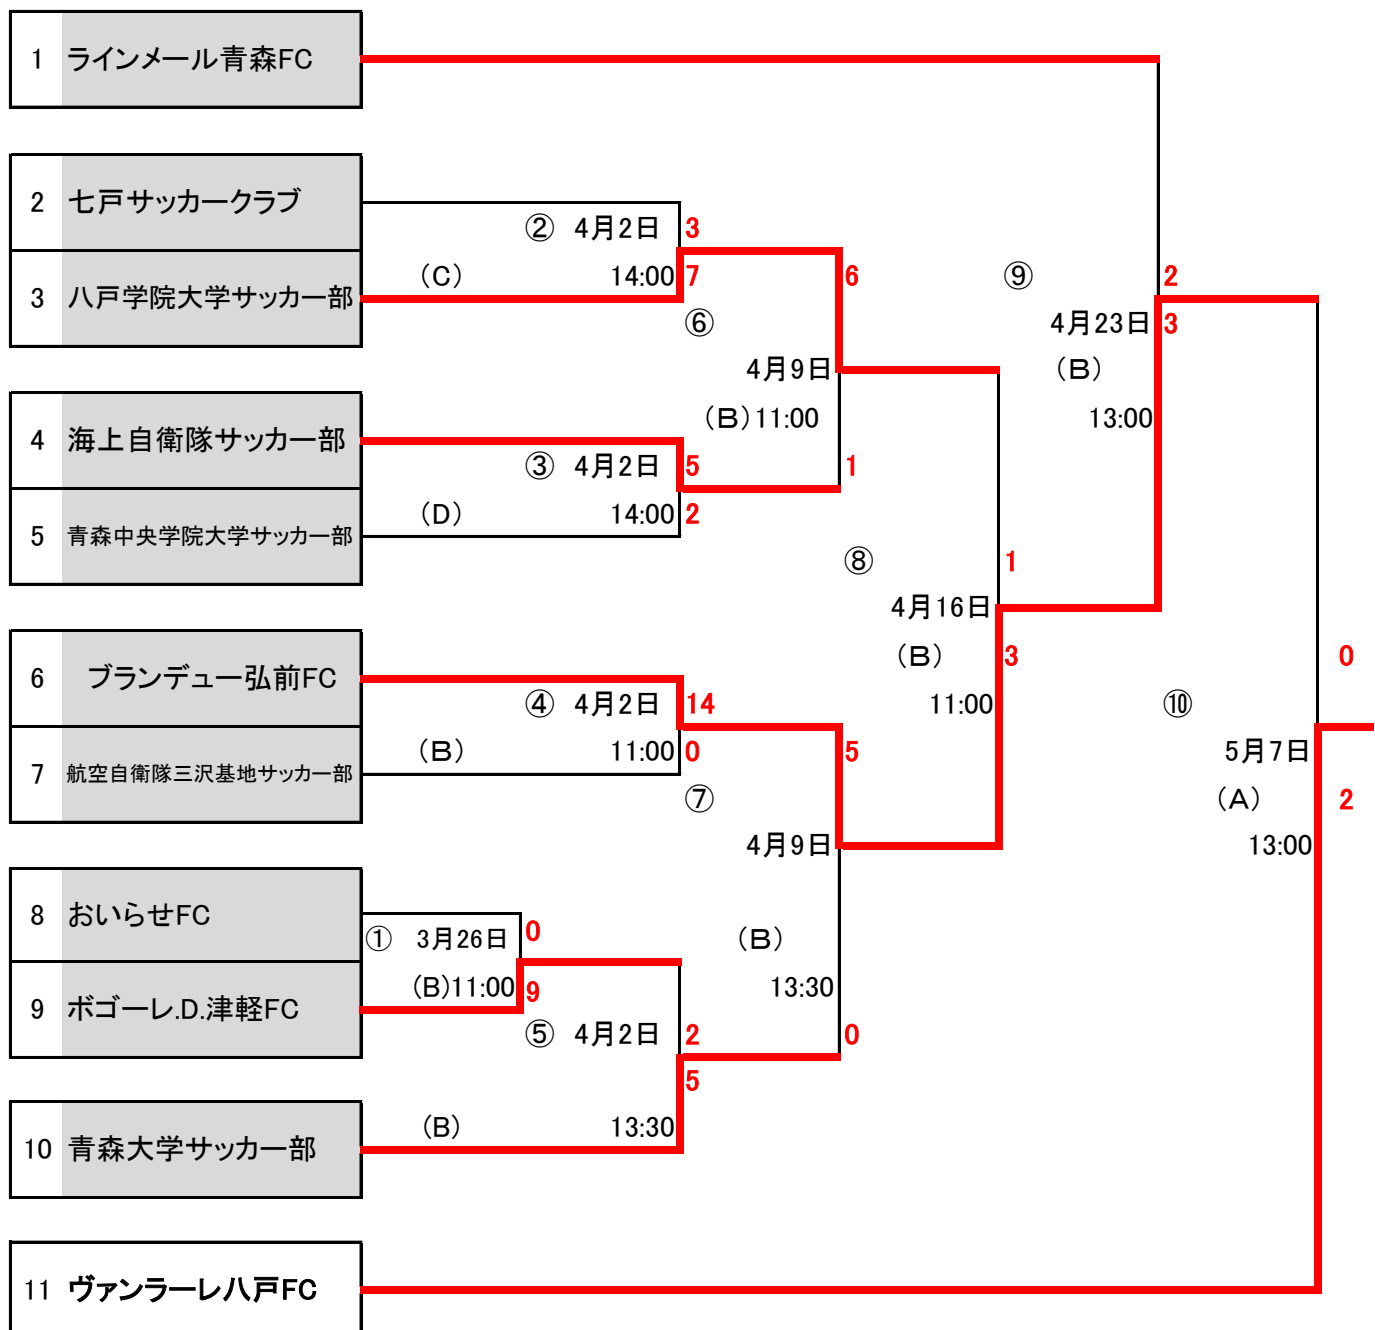 1 ラインメール青森FC
2 七戸サッカークラブ
② 4月2日 3
3 八戸学院大学サッカー部
(C) 14:00 7
6
⑨
2
⑥
4月23日 3
4月9日
(B)
(B)11:00
13:00
4 海上自衛隊サッカー部
③ 4月2日 5
1
5 青森中央学院大学サッカー部
(D) 14:00 2
⑧
1
4月16日
(B) 3
0
11:00
⑩
6 ブランデュー弘前FC
④ 4月2日 14
7 航空自衛隊三沢基地サッカー部
(B) 11:00 0
5
5月7日
⑦
(A) 2
4月9日
13:00
8 おいらせFC
① 3月26日 0
(B)
9 ボゴーレ.D.津軽FC
(B)11:00 9
13:30
⑤ 4月2日 2
0
5
10 青森大学サッカー部
(B) 13:30
11 ヴァンラーレ八戸FC